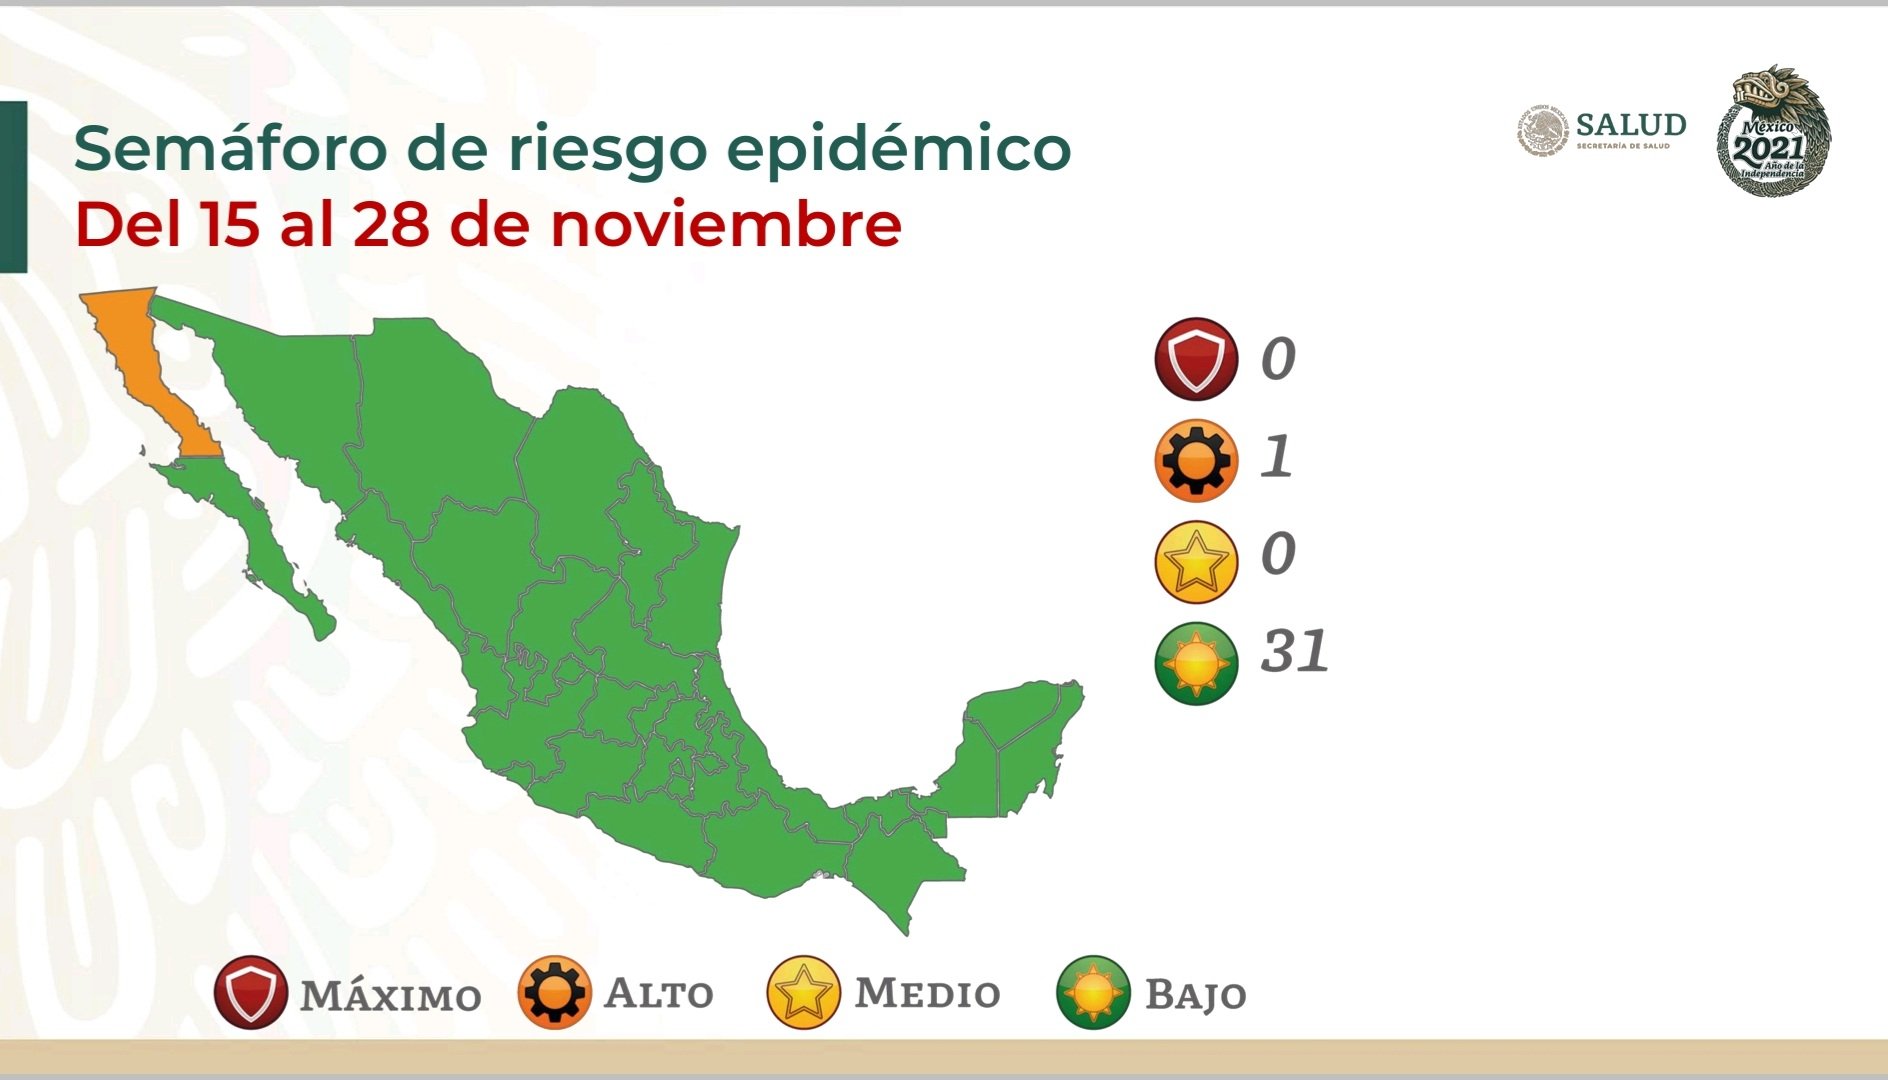 Semáforo de riesgo epidémico
Del 15 al 28 de noviembre
SALUD
SECRETARÍA DE SALUD
México
2021
Año de la
Independencia
0
1
0
31
MÁXIMO
ALTO
MEDIO
BAJO